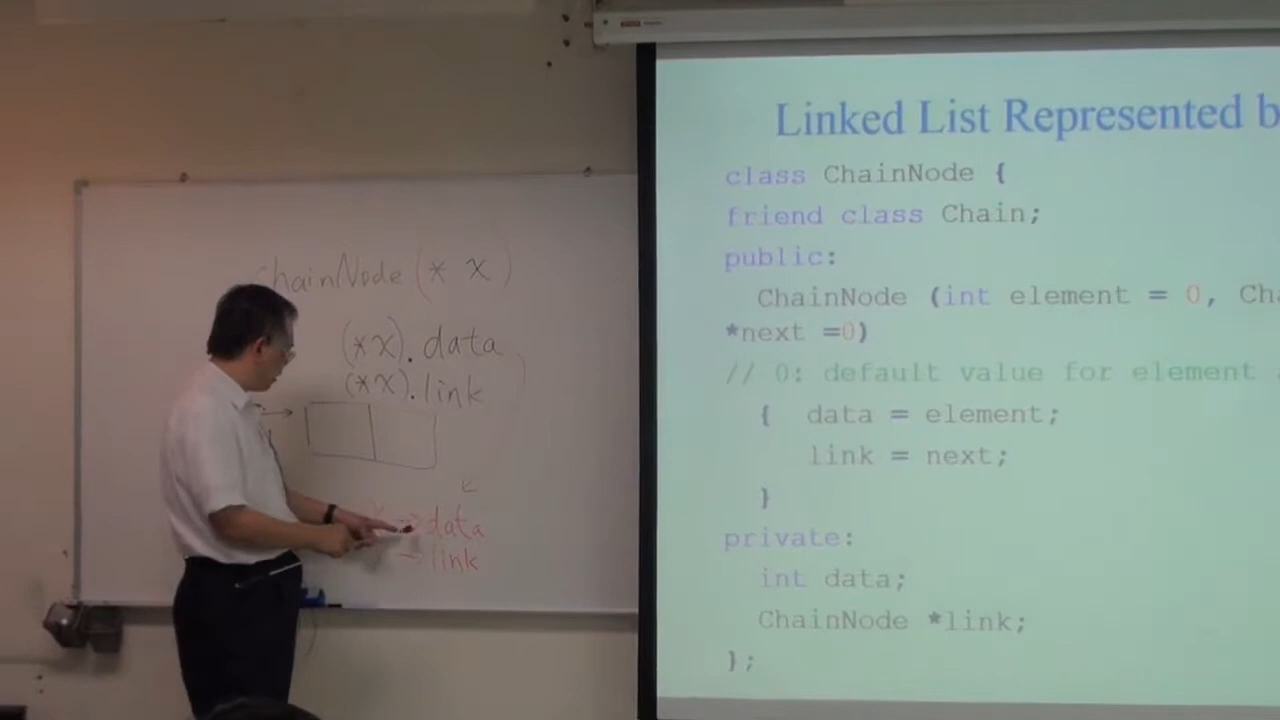 ChainNode (* x)
(*x).data
(*x).link
→data
→link
Linked List Represented b
class ChainNode {
friend class Chain;
public:
ChainNode (int element = 0, Cha
*next =0)
// 0: default value for element
{ data = element;
link = next;
}
private:
int data;
ChainNode *link;
};